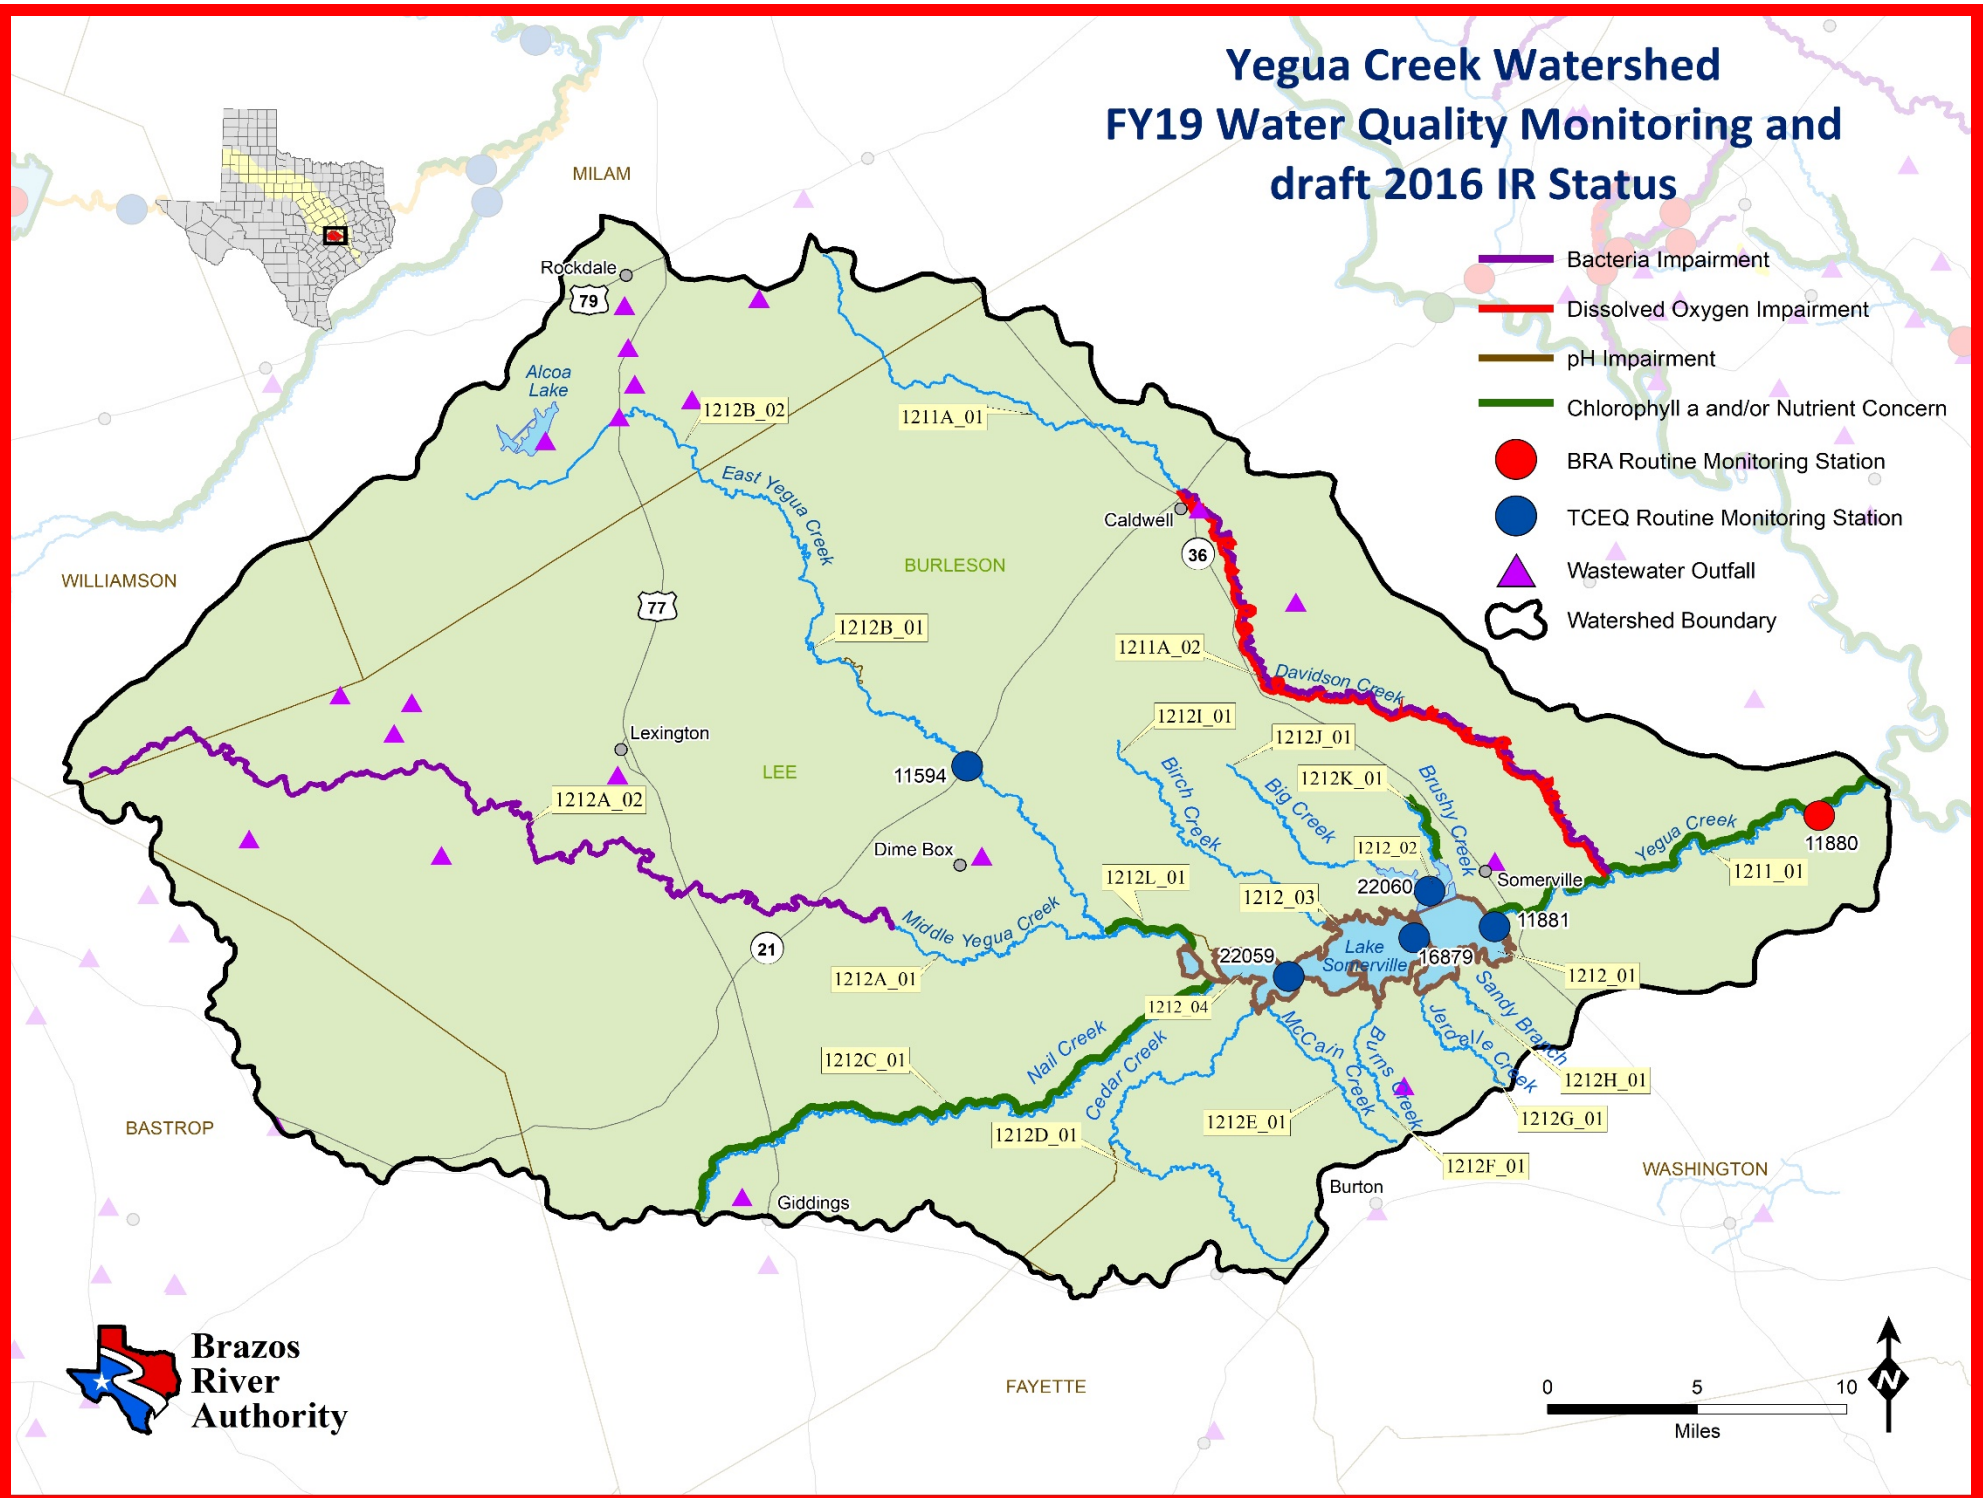 Yegua Creek Watershed
FY19 Water Quality Monitoring and
draft 2016 IR Status
Bacteria Impairment
Dissolved Oxygen Impairment
pH Impairment
Chlorophyll a and/or Nutrient Concern
BRA Routine Monitoring Station
TCEQ Routine Monitoring Station
Wastewater Outfall
Watershed Boundary
MILAM
Rockdale
79
Alcoa
Lake
1212B_02
1211A_01
East Yegua Creek
Caldwell
36
BURLESON
WILLIAMSON
77
1212B_01
1211A_02
Davidson Creek
1212I_01
1212J_01
Lexington
LEE
11594
1212K_01
Birch Creek
Big Creek
Brushy Creek
1212A_02
Dime Box
1212_02
Yegua Creek
11880
1211_01
1212L_01
22060
Somerville
1212_03
11881
Middle Yegua Creek
21
Lake
Somerville
16879
22059
1212_01
1212A_01
1212_04
Sandy Branch
Jerdelle Creek
McCain Creek
Burns Creek
Nail Creek
Cedar Creek
1212C_01
1212H_01
1212E_01
1212G_01
1212D_01
1212F_01
BASTROP
WASHINGTON
Burton
Giddings
FAYETTE
Brazos
River
Authority
0 5 10
Miles
N